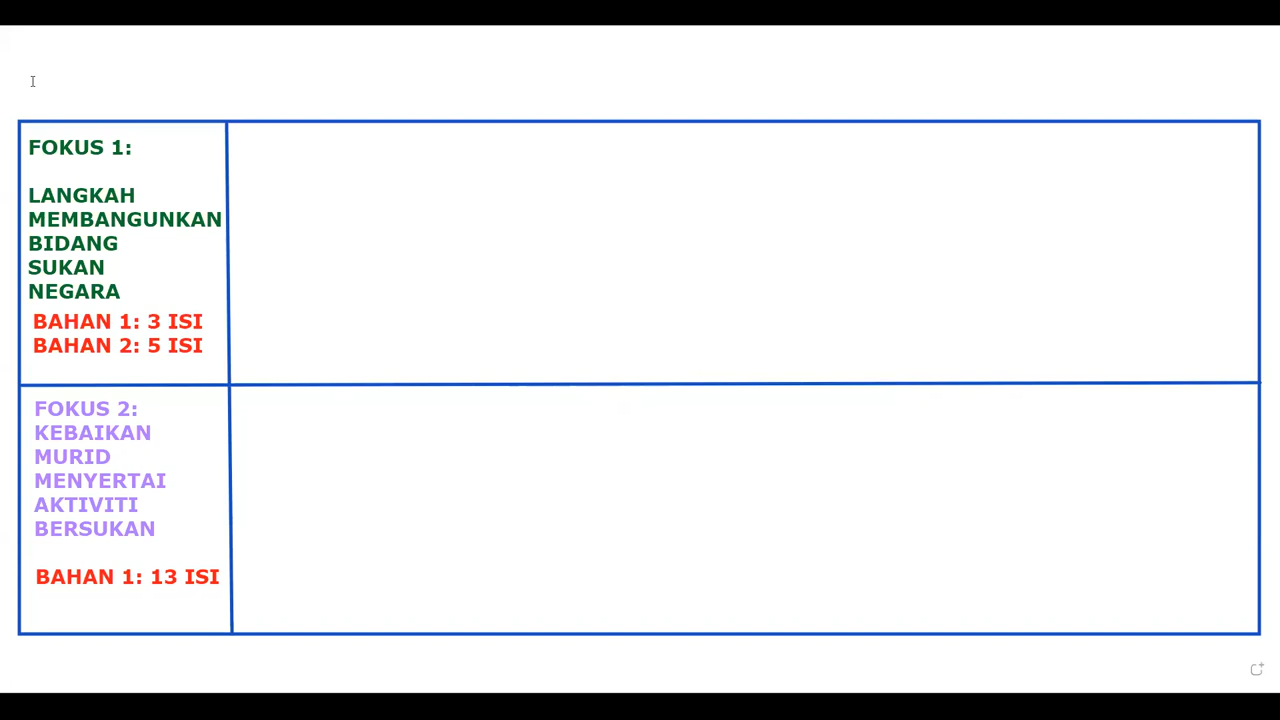 FOKUS 1:
LANGKAH
MEMBANGUNKAN
BIDANG
SUKAN
NEGARA
BAHAN 1: 3 ISI
BAHAN 2: 5 ISI
FOKUS 2:
KEBAIKAN
MURID
MENYERTAI
AKTIVITI
BERSUKAN
BAHAN 1: 13 ISI